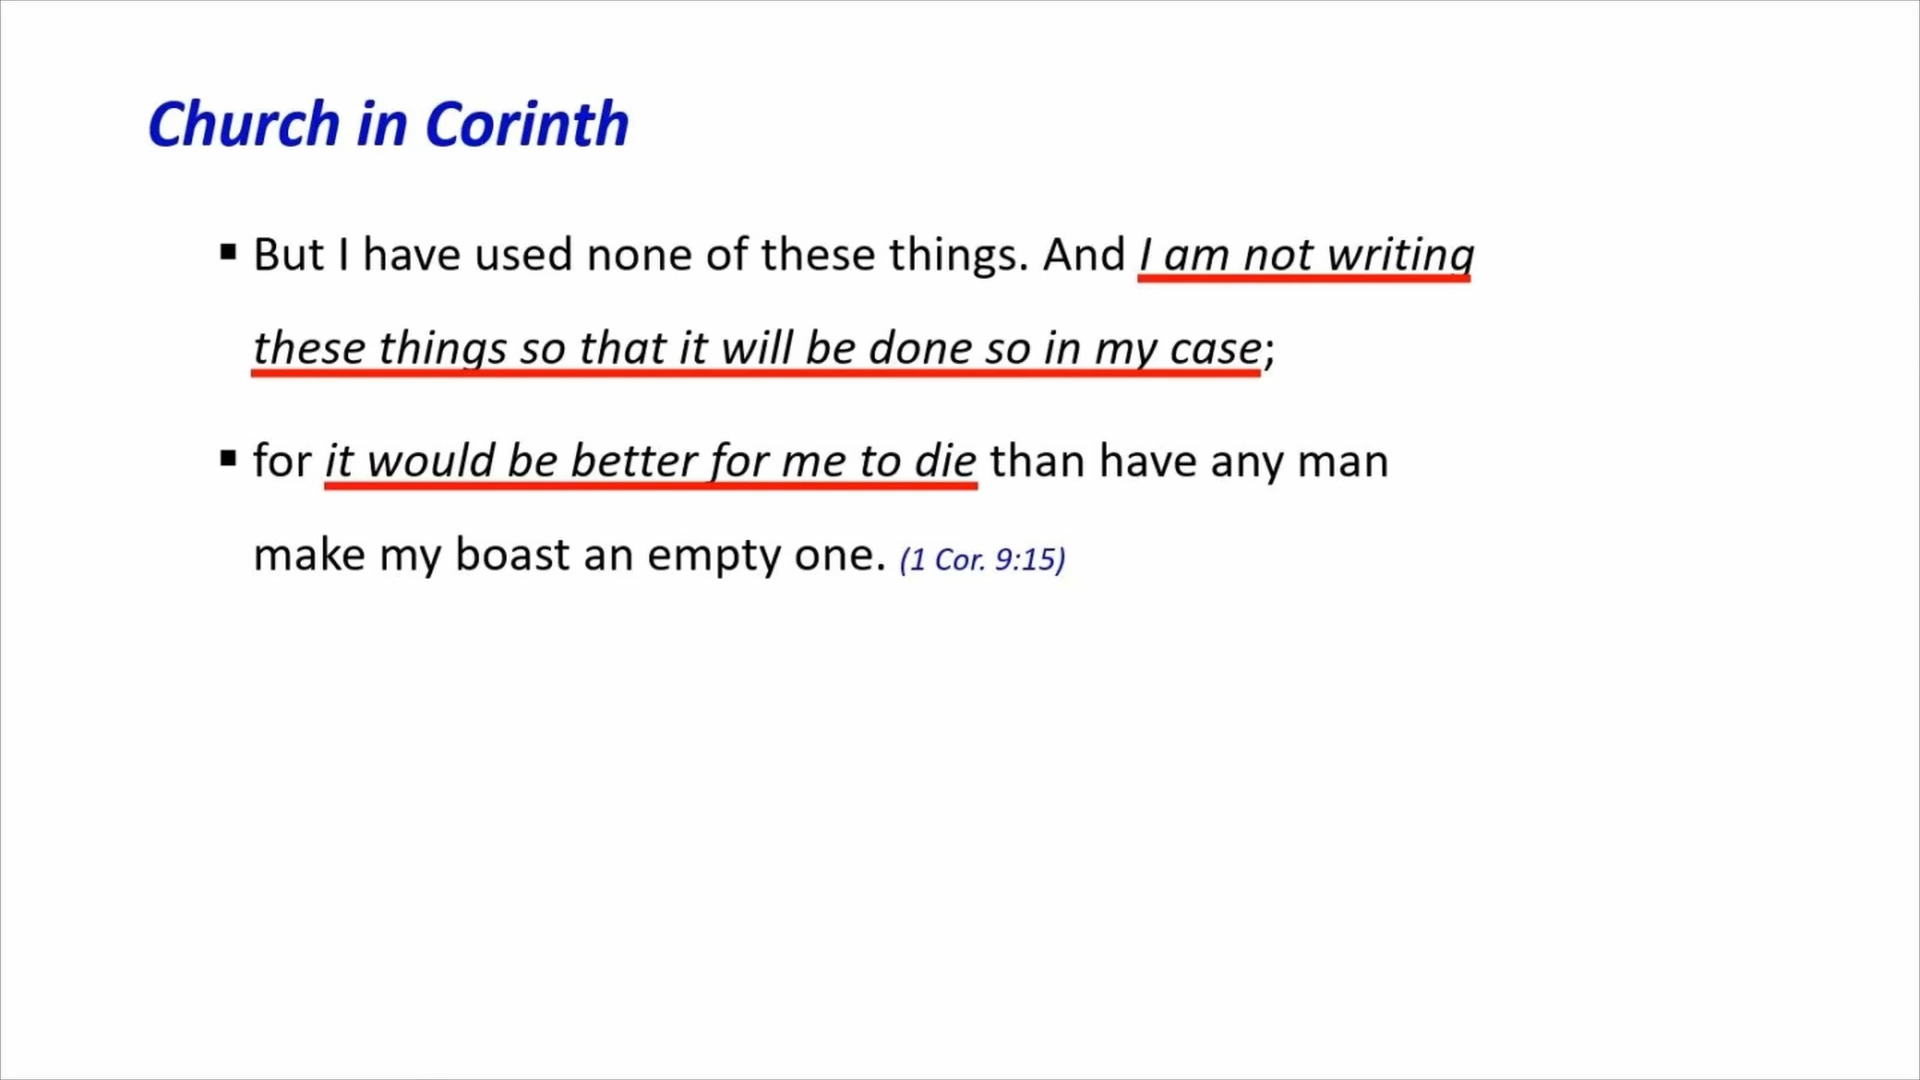 Church in Corinth
▪ But I have used none of these things. And I am not writing
these things so that it will be done so in my case;
▪ for it would be better for me to die than have any man
make my boast an empty one. (1 Cor. 9:15)